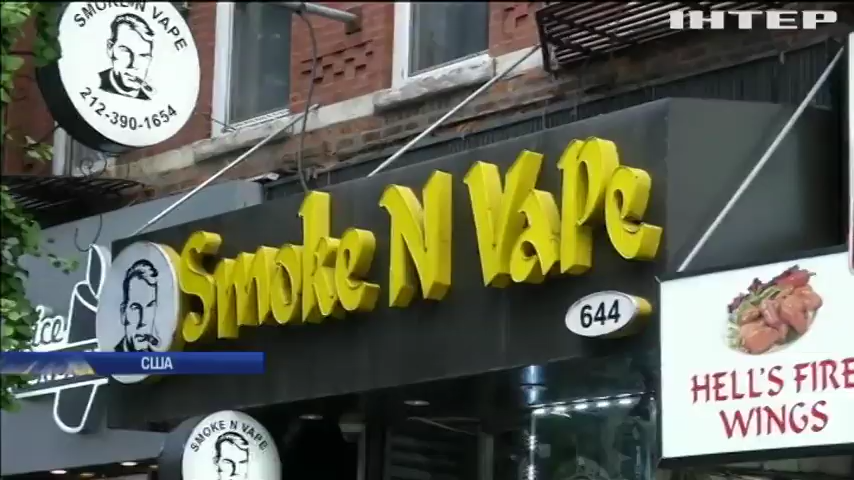 SMOKE N VAPE
212-390-1654
ІНТЕР
Smoke N Vape
644
США
HELL'S FIRE
WINGS
SMOKE N VAPE